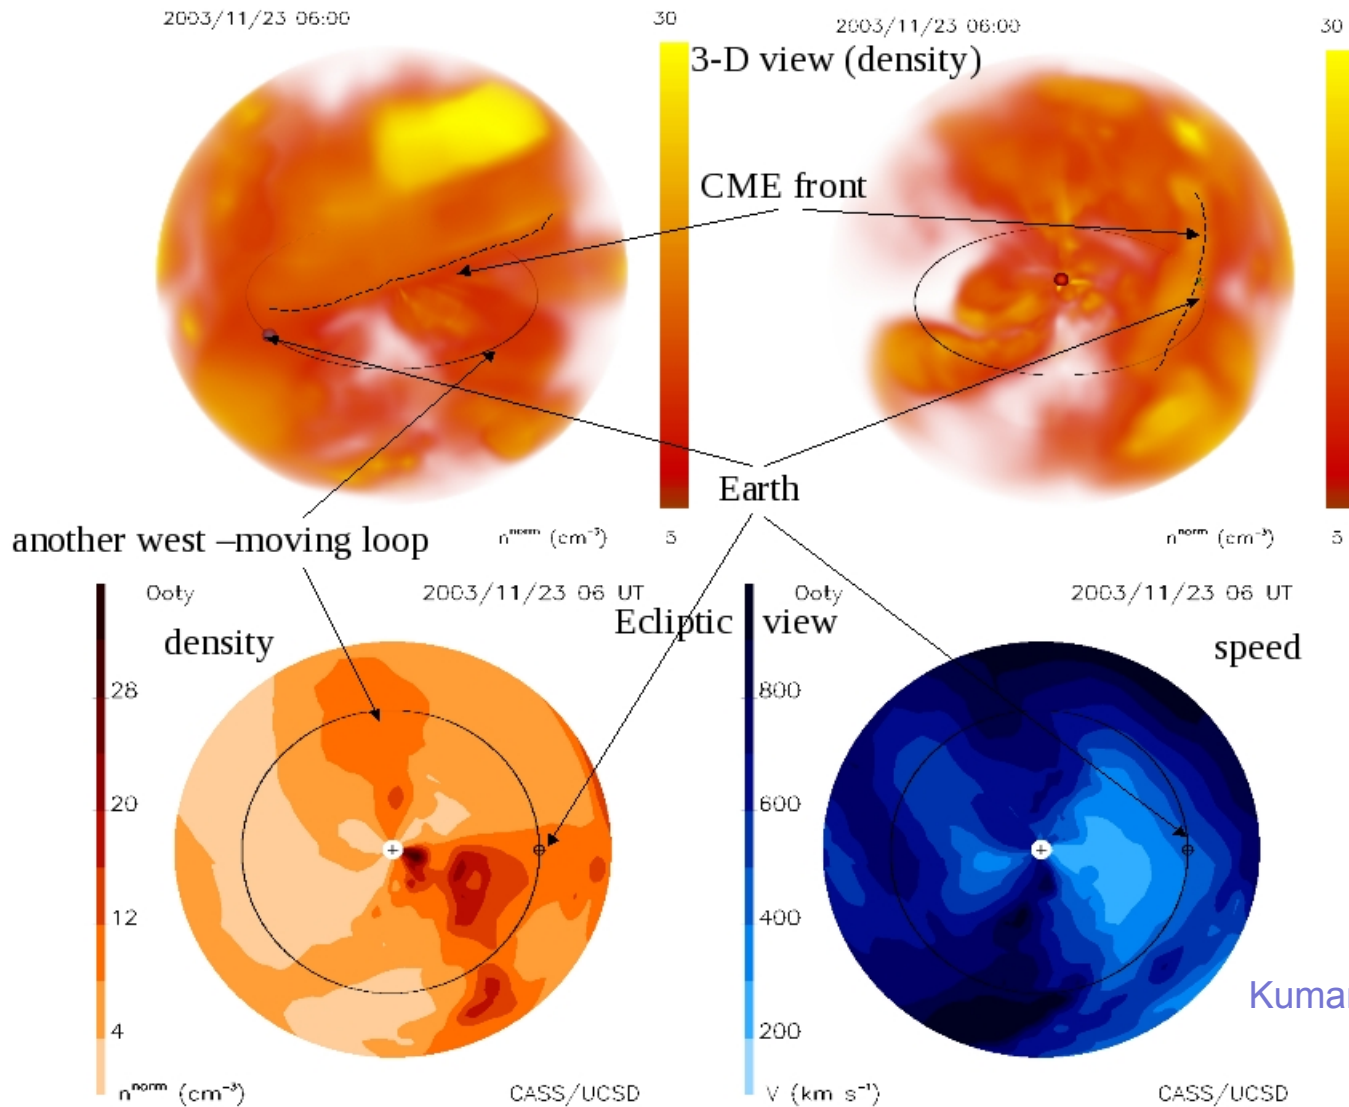 2003/11/23 06:00
30
2003/11/23 06:00
30
3-D view (density)
CME front
Earth
another west –moving loop
n^norm (cm⁻³)
5
n^norm (cm⁻³)
5
Ooty
2003/11/23 06 UT
density
Ecliptic view
Ooty
2003/11/23 06 UT
speed
28
20
12
4
n^norm (cm⁻³)
CASS/UCSD
800
600
400
200
V (km s⁻¹)
CASS/UCSD
Kumar